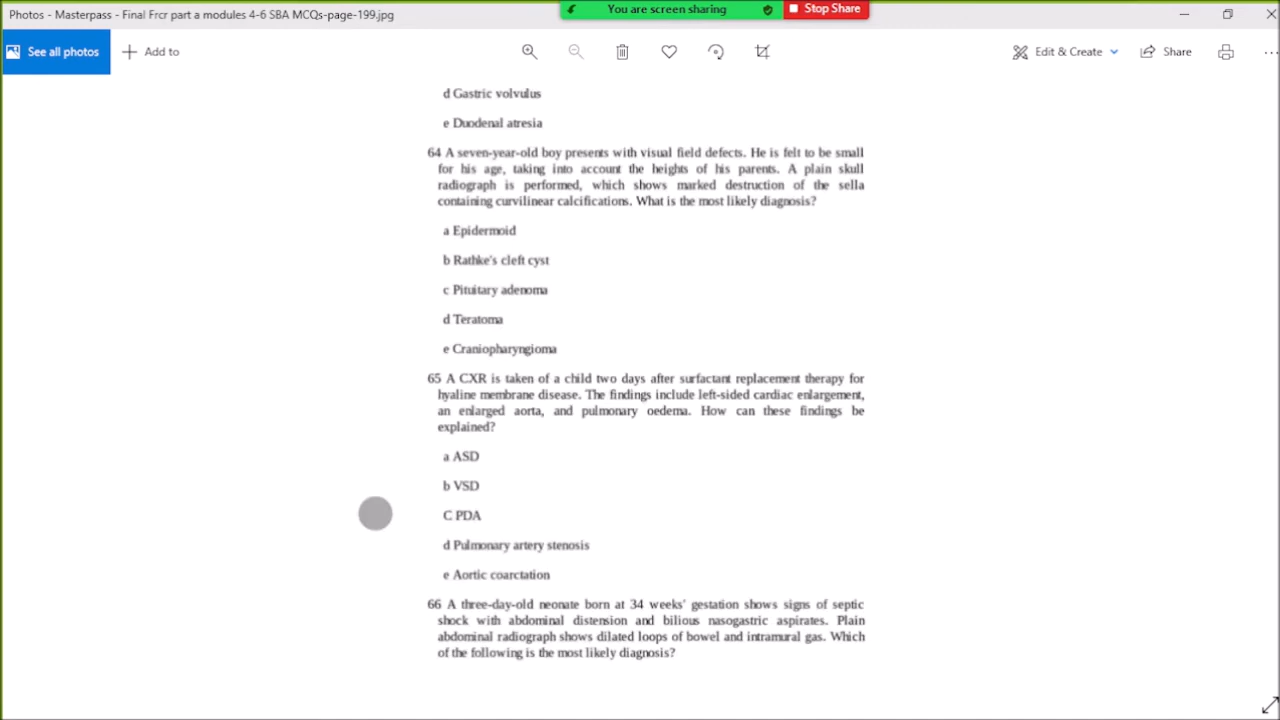 Photos - Masterpass - Final Frcr part a modules 4-6 SBA MCQs-page-199.jpg
You are screen sharing
Stop Share
See all photos
Add to
Edit & Create
Share
d Gastric volvulus
e Duodenal atresia
64 A seven-year-old boy presents with visual field defects. He is felt to be small
for his age, taking into account the heights of his parents. A plain skull
radiograph is performed, which shows marked destruction of the sella
containing curvilinear calcifications. What is the most likely diagnosis?
a Epidermoid
b Rathke's cleft cyst
c Pituitary adenoma
d Teratoma
e Craniopharyngioma
65 A CXR is taken of a child two days after surfactant replacement therapy for
hyaline membrane disease. The findings include left-sided cardiac enlargement,
an enlarged aorta, and pulmonary oedema. How can these findings be
explained?
a ASD
b VSD
C PDA
d Pulmonary artery stenosis
e Aortic coarctation
66 A three-day-old neonate born at 34 weeks' gestation shows signs of septic
shock with abdominal distension and bilious nasogastric aspirates. Plain
abdominal radiograph shows dilated loops of bowel and intramural gas. Which
of the following is the most likely diagnosis?